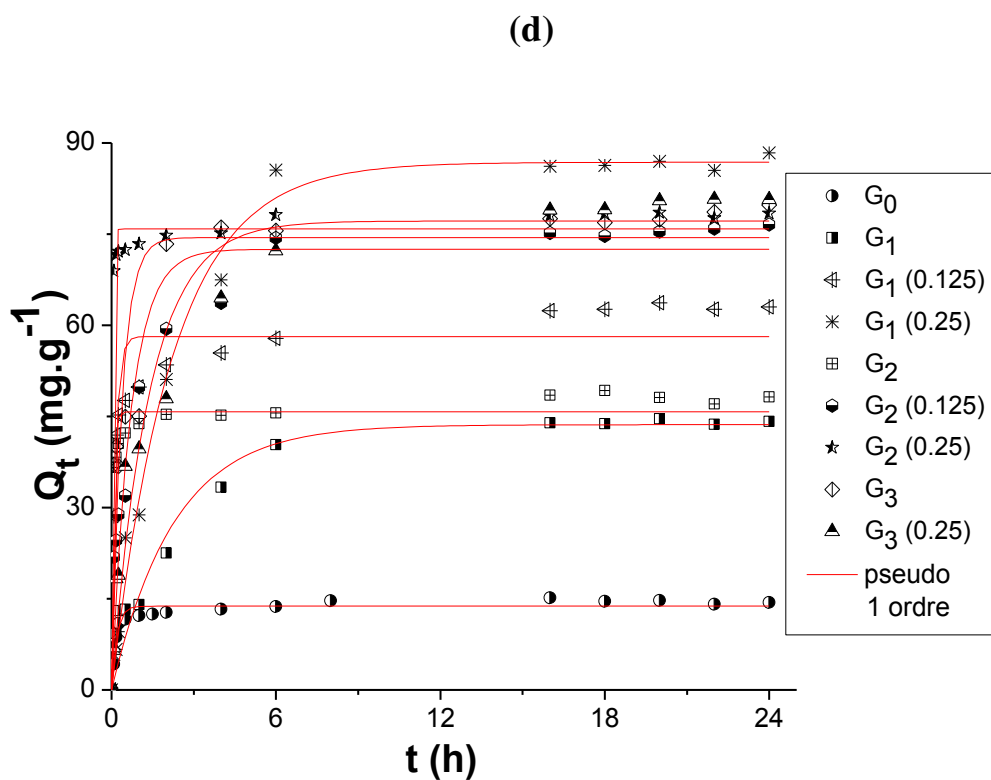 (d)
90
60
30
0
Qt (mg.g-1)
0 6 12 18 24
t (h)
G0
G1
G1 (0.125)
G1 (0.25)
G2
G2 (0.125)
G2 (0.25)
G3
G3 (0.25)
pseudo
1 ordre